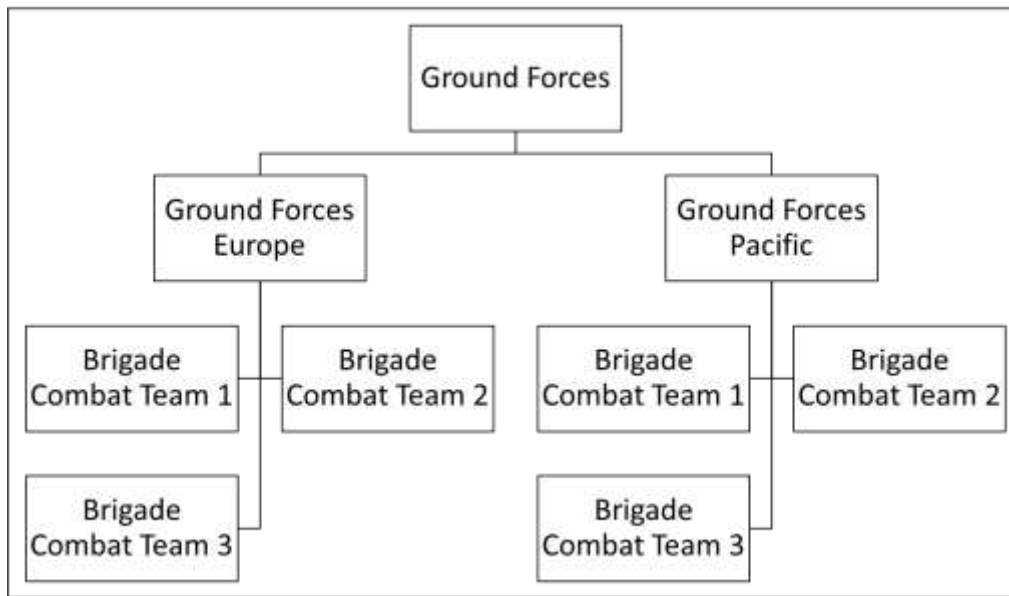 Ground Forces
Ground Forces
Europe
Ground Forces
Pacific
Brigade
Combat Team 1
Brigade
Combat Team 2
Brigade
Combat Team 1
Brigade
Combat Team 2
Brigade
Combat Team 3
Brigade
Combat Team 3